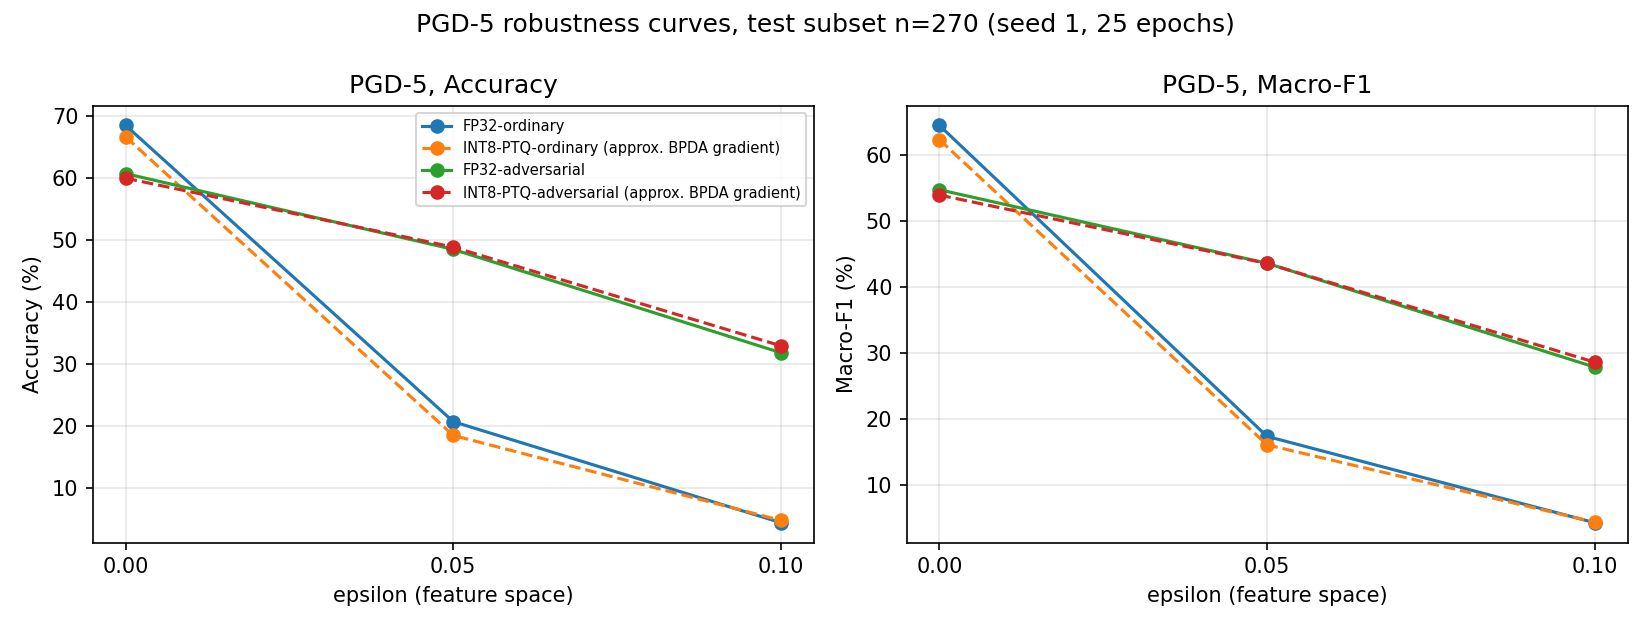 PGD-5 robustness curves, test subset n=270 (seed 1, 25 epochs)
PGD-5, Accuracy
Accuracy (%)
70
60
50
40
30
20
10
0.00
0.05
0.10
epsilon (feature space)
FP32-ordinary
INT8-PTQ-ordinary (approx. BPDA gradient)
FP32-adversarial
INT8-PTQ-adversarial (approx. BPDA gradient)
PGD-5, Macro-F1
Macro-F1 (%)
60
50
40
30
20
10
0.00
0.05
0.10
epsilon (feature space)